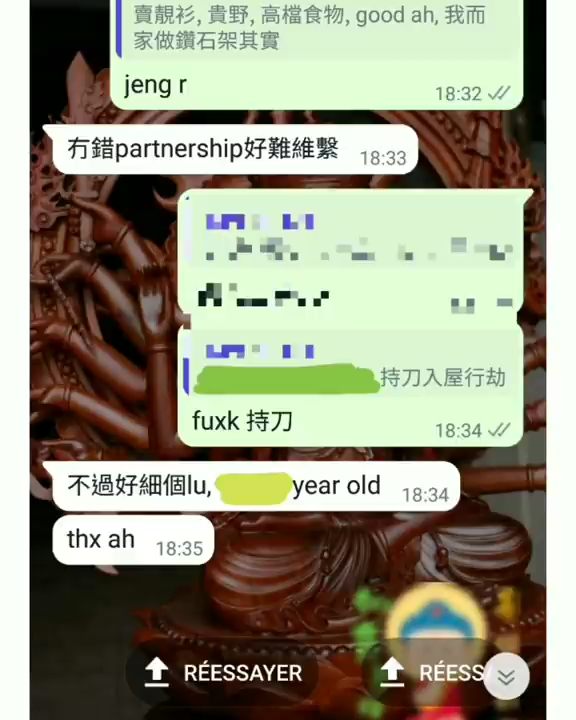 賣靚衫, 貴野, 高檔食物, good ah, 我而
家做鑽石架其實
jeng r
18:32
冇錯partnership好難維繫
18:33
持刀入屋行劫
fuxk 持刀
18:34
不過好細個lu, year old
18:34
thx ah
18:35
RÉESSAYER
RÉESS